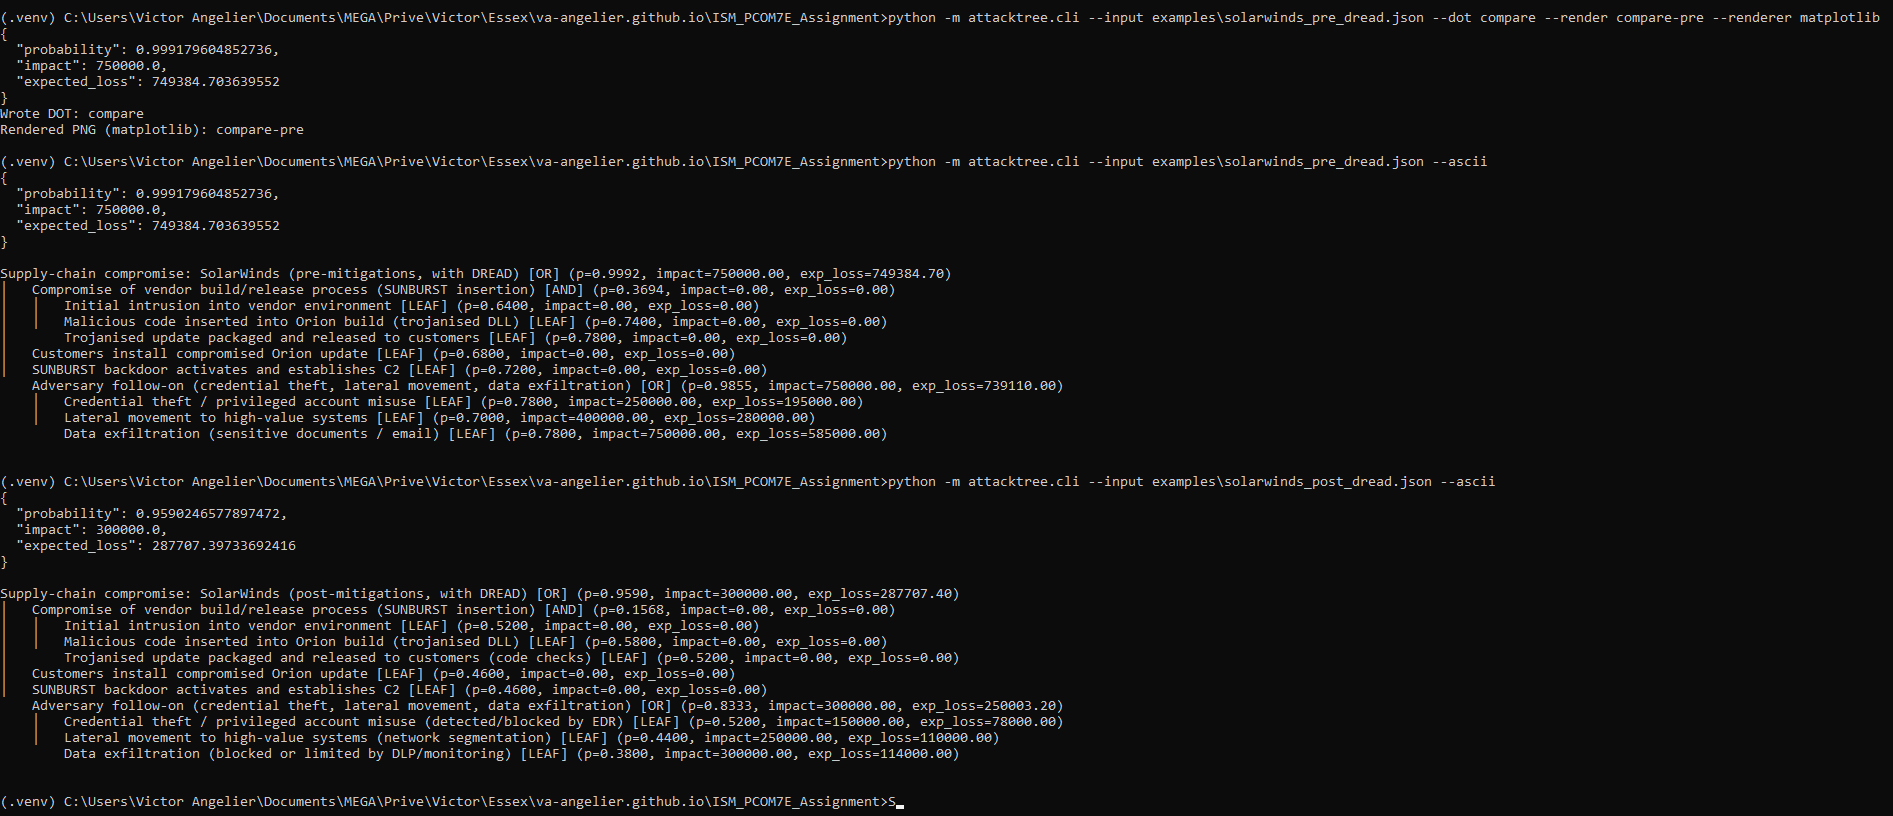 (.venv) C:\Users\Victor Angelier\Documents\MEGA\Prive\Victor\Essex\va-angelier.github.io\ISM_PCOM7E_Assignment>python -m attacktree.cli --input examples\solarwinds_pre_dread.json --dot compare --render compare-pre --renderer matplotlib
{
  "probability": 0.999179604852736,
  "impact": 750000.0,
  "expected_loss": 749384.703639552
}
Wrote DOT: compare
Rendered PNG (matplotlib): compare-pre
(.venv) C:\Users\Victor Angelier\Documents\MEGA\Prive\Victor\Essex\va-angelier.github.io\ISM_PCOM7E_Assignment>python -m attacktree.cli --input examples\solarwinds_pre_dread.json --ascii
{
  "probability": 0.999179604852736,
  "impact": 750000.0,
  "expected_loss": 749384.703639552
}
Supply-chain compromise: SolarWinds (pre-mitigations, with DREAD) [OR] (p=0.9992, impact=750000.00, exp_loss=749384.70)
│   Compromise of vendor build/release process (SUNBURST insertion) [AND] (p=0.3694, impact=0.00, exp_loss=0.00)
│   │   Initial intrusion into vendor environment [LEAF] (p=0.6400, impact=0.00, exp_loss=0.00)
│   │   Malicious code inserted into Orion build (trojanised DLL) [LEAF] (p=0.7400, impact=0.00, exp_loss=0.00)
│       Trojanised update packaged and released to customers [LEAF] (p=0.7800, impact=0.00, exp_loss=0.00)
│   Customers install compromised Orion update [LEAF] (p=0.6800, impact=0.00, exp_loss=0.00)
│   SUNBURST backdoor activates and establishes C2 [LEAF] (p=0.7200, impact=0.00, exp_loss=0.00)
    Adversary follow-on (credential theft, lateral movement, data exfiltration) [OR] (p=0.9855, impact=750000.00, exp_loss=739110.00)
    │   Credential theft / privileged account misuse [LEAF] (p=0.7800, impact=250000.00, exp_loss=195000.00)
    │   Lateral movement to high-value systems [LEAF] (p=0.7000, impact=400000.00, exp_loss=280000.00)
        Data exfiltration (sensitive documents / email) [LEAF] (p=0.7800, impact=750000.00, exp_loss=585000.00)
(.venv) C:\Users\Victor Angelier\Documents\MEGA\Prive\Victor\Essex\va-angelier.github.io\ISM_PCOM7E_Assignment>python -m attacktree.cli --input examples\solarwinds_post_dread.json --ascii
{
  "probability": 0.9590246577897472,
  "impact": 300000.0,
  "expected_loss": 287707.39733692416
}
Supply-chain compromise: SolarWinds (post-mitigations, with DREAD) [OR] (p=0.9590, impact=300000.00, exp_loss=287707.40)
│   Compromise of vendor build/release process (SUNBURST insertion) [AND] (p=0.1568, impact=0.00, exp_loss=0.00)
│   │   Initial intrusion into vendor environment [LEAF] (p=0.5200, impact=0.00, exp_loss=0.00)
│   │   Malicious code inserted into Orion build (trojanised DLL) [LEAF] (p=0.5800, impact=0.00, exp_loss=0.00)
│       Trojanised update packaged and released to customers (code checks) [LEAF] (p=0.5200, impact=0.00, exp_loss=0.00)
│   Customers install compromised Orion update [LEAF] (p=0.4600, impact=0.00, exp_loss=0.00)
│   SUNBURST backdoor activates and establishes C2 [LEAF] (p=0.4600, impact=0.00, exp_loss=0.00)
    Adversary follow-on (credential theft, lateral movement, data exfiltration) [OR] (p=0.8333, impact=300000.00, exp_loss=250003.20)
    │   Credential theft / privileged account misuse (detected/blocked by EDR) [LEAF] (p=0.5200, impact=150000.00, exp_loss=78000.00)
    │   Lateral movement to high-value systems (network segmentation) [LEAF] (p=0.4400, impact=250000.00, exp_loss=110000.00)
        Data exfiltration (blocked or limited by DLP/monitoring) [LEAF] (p=0.3800, impact=300000.00, exp_loss=114000.00)
(.venv) C:\Users\Victor Angelier\Documents\MEGA\Prive\Victor\Essex\va-angelier.github.io\ISM_PCOM7E_Assignment>S